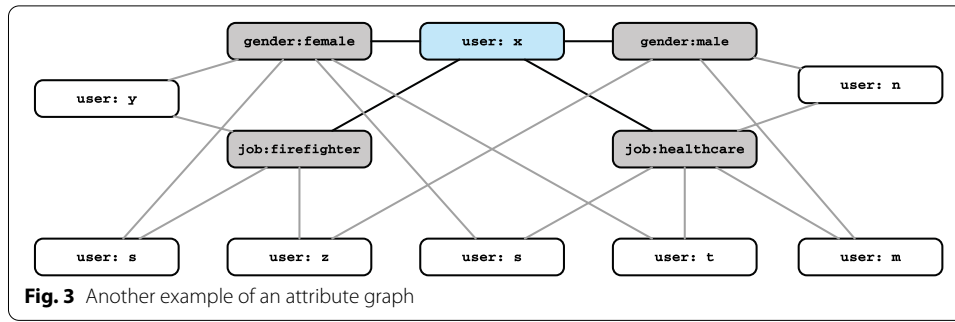 gender:female
user: x
gender:male
user: y
user: n
job:firefighter
job:healthcare
user: s
user: z
user: s
user: t
user: m
Fig. 3 Another example of an attribute graph